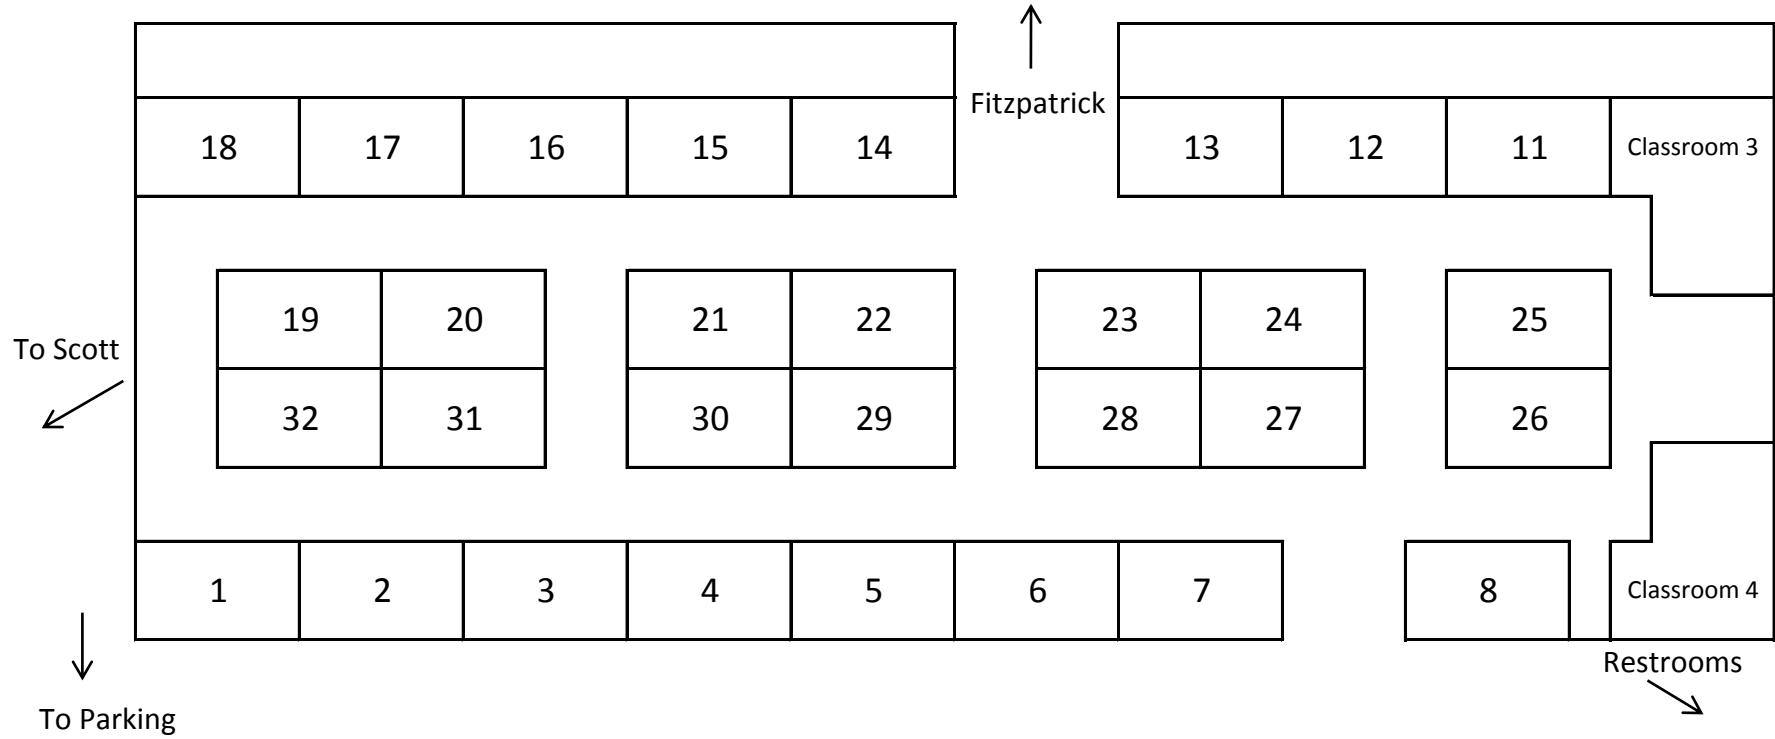 Fitzpatrick
18 17 16 15 14 13 12 11 Classroom 3
19 20 21 22 23 24 25
To Scott
32 31 30 29 28 27 26
1 2 3 4 5 6 7 8 Classroom 4
Restrooms
To Parking